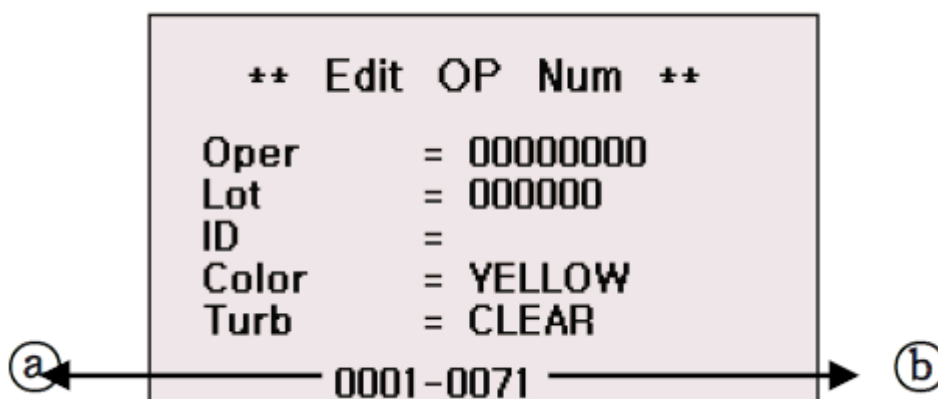 ** Edit OP Num **
Oper = 00000000
Lot = 000000
ID =
Color = YELLOW
Turb = CLEAR
ⓐ 0001-0071 ⓑ